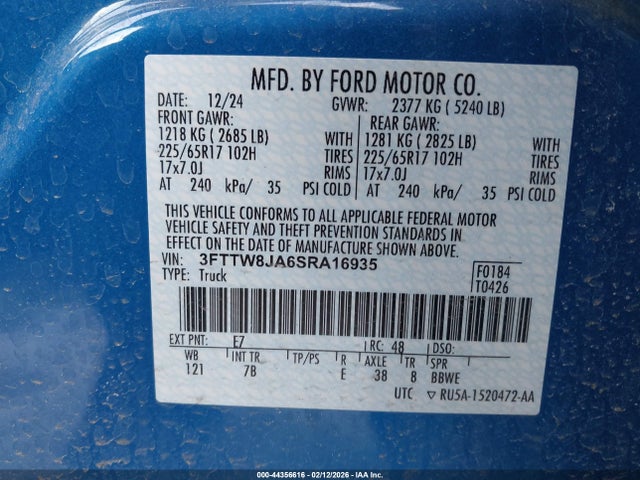 MFD. BY FORD MOTOR CO.
DATE: 12/24 GVWR: 2377 KG ( 5240 LB)
FRONT GAWR: REAR GAWR:
1218 KG ( 2685 LB) WITH 1281 KG ( 2825 LB) WITH
225/65R17 102H TIRES 225/65R17 102H TIRES
17x7.0J RIMS 17x7.0J RIMS
AT 240 kPa/ 35 PSI COLD AT 240 kPa/ 35 PSI COLD
THIS VEHICLE CONFORMS TO ALL APPLICABLE FEDERAL MOTOR
VEHICLE SAFETY AND THEFT PREVENTION STANDARDS IN
EFFECT ON THE DATE OF MANUFACTURE SHOWN ABOVE.
VIN: 3FTTW8JA6SRA16935 F0184
TYPE: Truck T0426
EXT PNT: E7 RC: 48 DSO:
WB INT TR TP/PS R AXLE TR SPR
121 7B E 38 8 BBWE
UTC ▽ RU5A-1520472-AA
000-44356616 - 02/12/2026 - IAAI.COM